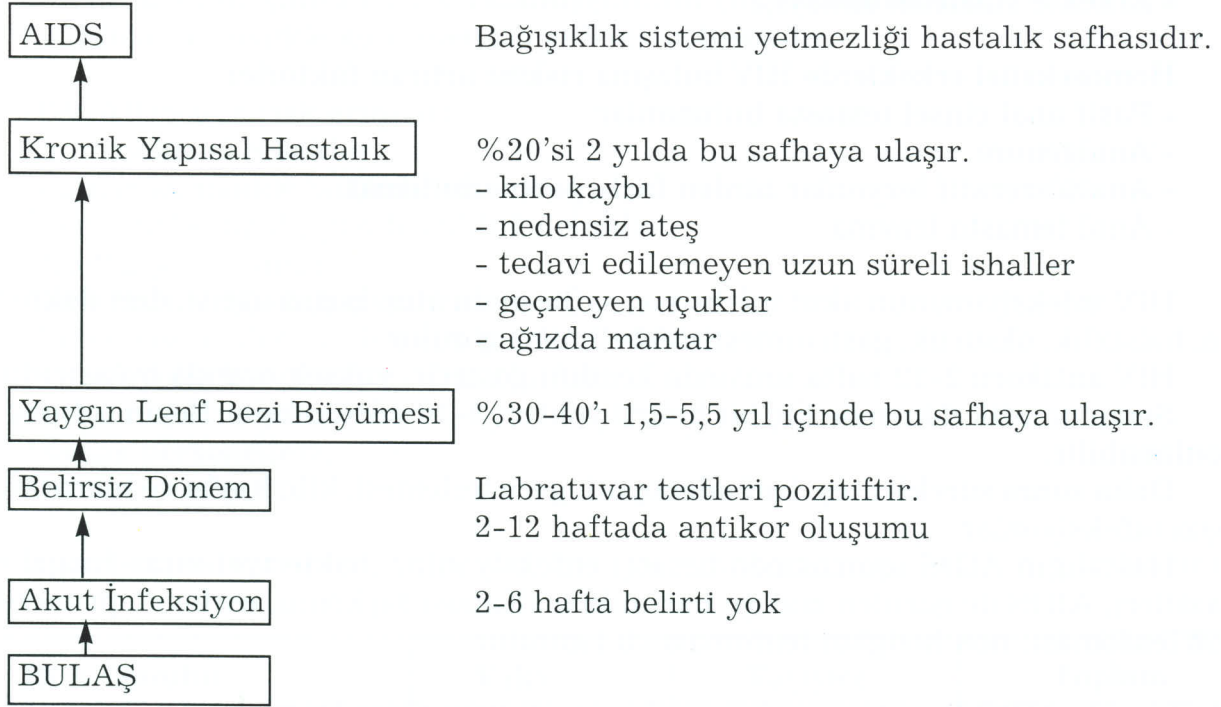 AIDS
Bağışıklık sistemi yetmezliği hastalık safhasıdır.
Kronik Yapısal Hastalık
%20'si 2 yılda bu safhaya ulaşır.
- kilo kaybı
- nedensiz ateş
- tedavi edilemeyen uzun süreli ishaller
- geçmeyen uçuklar
- ağızda mantar
Yaygın Lenf Bezi Büyümesi
%30-40'ı 1,5-5,5 yıl içinde bu safhaya ulaşır.
Belirsiz Dönem
Labratuvar testleri pozitiftir.
2-12 haftada antikor oluşumu
Akut İnfeksiyon
2-6 hafta belirti yok
BULAŞ